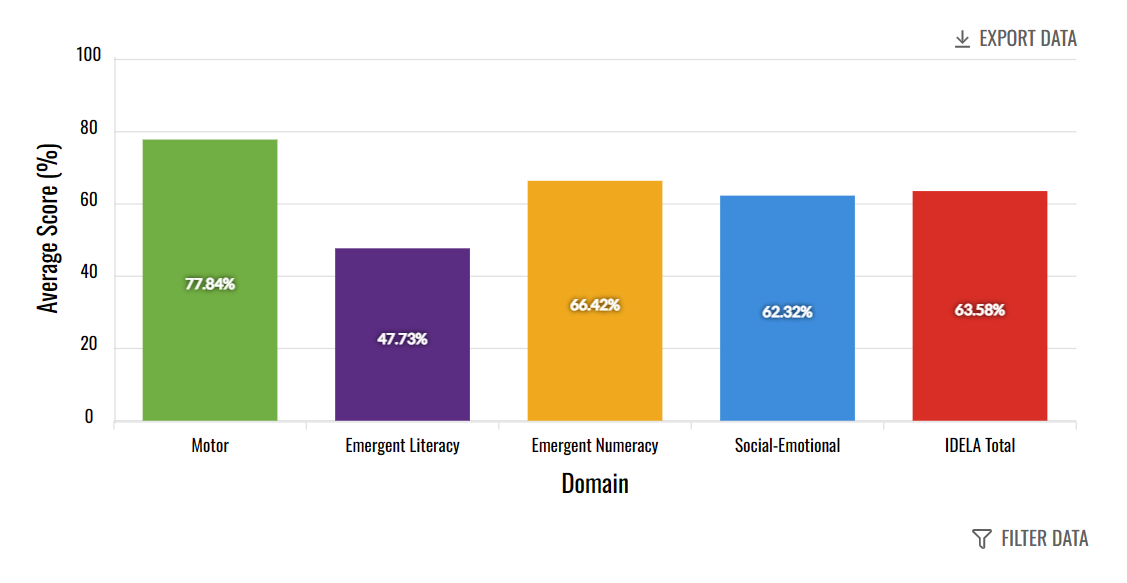 EXPORT DATA
100
80
60
40
20
0
Average Score (%)
77.84%
47.73%
66.42%
62.32%
63.58%
Motor
Emergent Literacy
Emergent Numeracy
Social-Emotional
IDELA Total
Domain
FILTER DATA